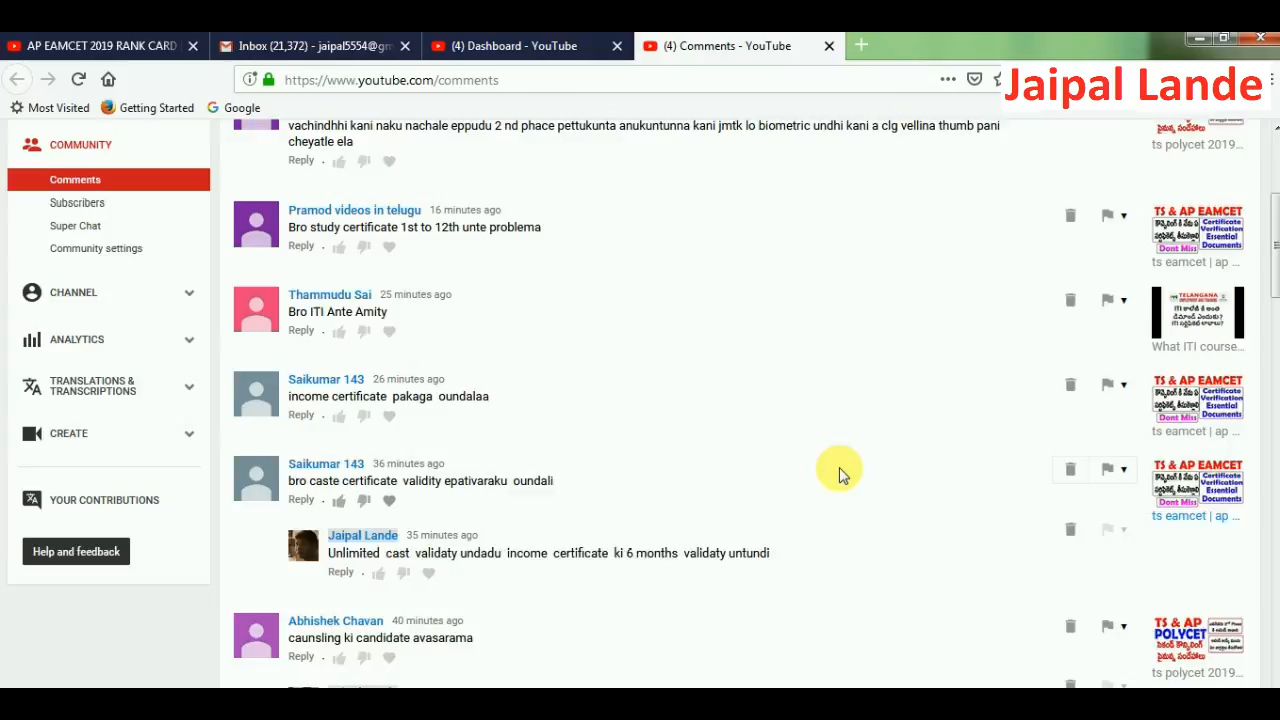 AP EAMCET 2019 RANK CARD
Inbox (21,372) - jaipal5554@gm
(4) Dashboard - YouTube
(4) Comments - YouTube
https://www.youtube.com/comments
Jaipal Lande
Most Visited
Getting Started
Google
COMMUNITY
Comments
Subscribers
Super Chat
Community settings
CHANNEL
ANALYTICS
TRANSLATIONS &
TRANSCRIPTIONS
CREATE
YOUR CONTRIBUTIONS
Help and feedback
vachindhhi kani naku nachale eppudu 2 nd phace pettukunta anukuntunna kani jmtk lo biometric undhi kani a clg vellina thumb pani
cheyatle ela
Reply
ts polycet 2019...
Pramod videos in telugu 16 minutes ago
Bro study certificate 1st to 12th unte problema
Reply
TS & AP EAMCET
Certificate
Verification
Essential
Documents
Dont Miss
ts eamcet | ap ...
Thammudu Sai 25 minutes ago
Bro ITI Ante Amity
Reply
TELANGANA
What ITI course...
Saikumar 143 26 minutes ago
income certificate pakaga oundalaa
Reply
TS & AP EAMCET
Certificate
Verification
Essential
Documents
Dont Miss
ts eamcet | ap ...
Saikumar 143 36 minutes ago
bro caste certificate validity epativaraku oundali
Reply
TS & AP EAMCET
Certificate
Verification
Essential
Documents
Dont Miss
ts eamcet | ap ...
Jaipal Lande 35 minutes ago
Unlimited cast validaty undadu income certificate ki 6 months validaty untundi
Reply
Abhishek Chavan 40 minutes ago
caunsling ki candidate avasarama
Reply
TS & AP
POLYCET
ts polycet 2019...